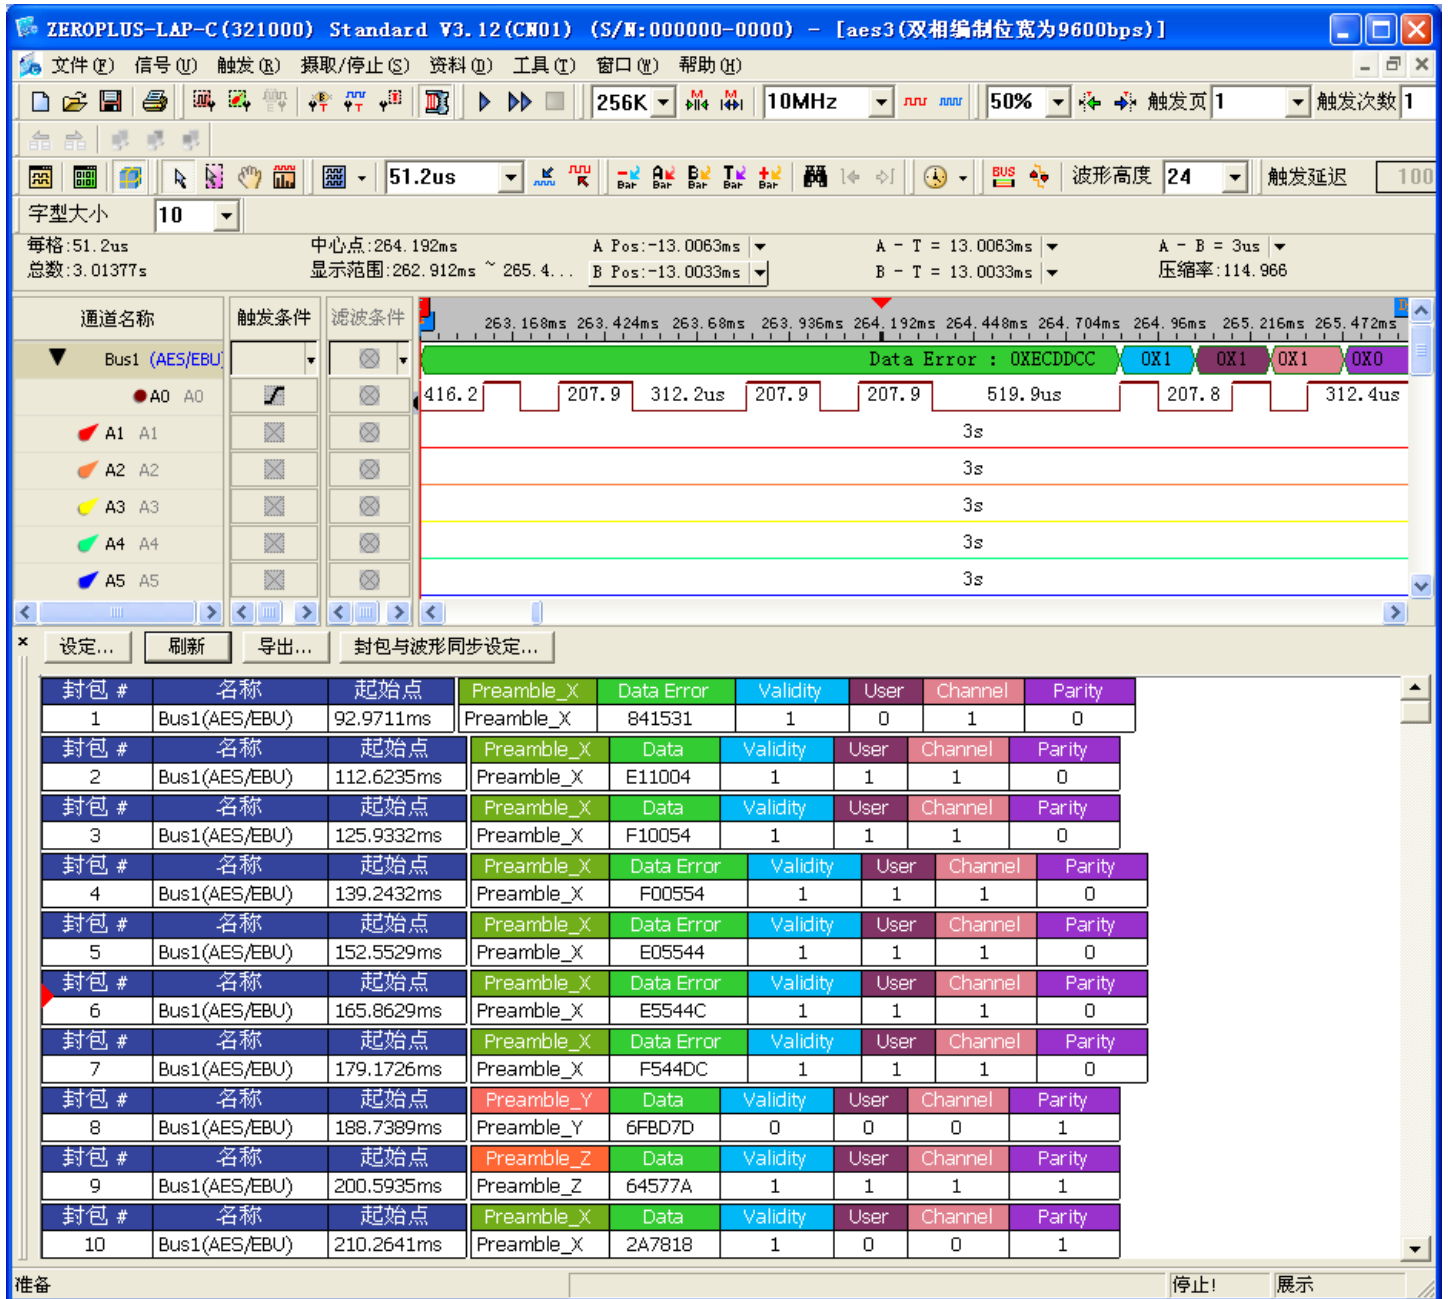 ZEROPLUS-LAP-C(321000) Standard V3.12(CN01) (S/N:000000-0000) - [aes3(双相编制位宽为9600bps)]
文件(F) 信号(U) 触发(R) 摄取/停止(S) 资料(D) 工具(T) 窗口(W) 帮助(H)
256K 10MHz 50% 触发页 1 触发次数 1
51.2us Bar Bar Bar Bar Bar BUS 波形高度 24 触发延迟 100
字型大小 10
每格:51.2us 中心点:264.192ms A Pos:-13.0063ms A - T = 13.0063ms A - B = 3us
总数:3.01377s 显示范围:262.912ms ~ 265.4... B Pos:-13.0033ms B - T = 13.0033ms 压缩率:114.966
通道名称 触发条件 滤波条件 263.168ms 263.424ms 263.68ms 263.936ms 264.192ms 264.448ms 264.704ms 264.96ms 265.216ms 265.472ms
Bus1 (AES/EBU) Data Error : 0XECDDCC 0X1 0X1 0X1 0X0
A0 A0 416.2 207.9 312.2us 207.9 207.9 519.9us 207.8 312.4us
A1 A1 3s
A2 A2 3s
A3 A3 3s
A4 A4 3s
A5 A5 3s
设定... 刷新 导出... 封包与波形同步设定...
封包 # 名称 起始点 Preamble_X Data Error Validity User Channel Parity
1 Bus1(AES/EBU) 92.9711ms Preamble_X 841531 1 0 1 0
封包 # 名称 起始点 Preamble_X Data Validity User Channel Parity
2 Bus1(AES/EBU) 112.6235ms Preamble_X E11004 1 1 1 0
封包 # 名称 起始点 Preamble_X Data Validity User Channel Parity
3 Bus1(AES/EBU) 125.9332ms Preamble_X F10054 1 1 1 0
封包 # 名称 起始点 Preamble_X Data Error Validity User Channel Parity
4 Bus1(AES/EBU) 139.2432ms Preamble_X F00554 1 1 1 0
封包 # 名称 起始点 Preamble_X Data Error Validity User Channel Parity
5 Bus1(AES/EBU) 152.5529ms Preamble_X E05544 1 1 1 0
封包 # 名称 起始点 Preamble_X Data Error Validity User Channel Parity
6 Bus1(AES/EBU) 165.8629ms Preamble_X E5544C 1 1 1 0
封包 # 名称 起始点 Preamble_X Data Error Validity User Channel Parity
7 Bus1(AES/EBU) 179.1726ms Preamble_X F544DC 1 1 1 0
封包 # 名称 起始点 Preamble_Y Data Validity User Channel Parity
8 Bus1(AES/EBU) 188.7389ms Preamble_Y 6FBD7D 0 0 0 1
封包 # 名称 起始点 Preamble_Z Data Validity User Channel Parity
9 Bus1(AES/EBU) 200.5935ms Preamble_Z 64577A 1 1 1 1
封包 # 名称 起始点 Preamble_X Data Validity User Channel Parity
10 Bus1(AES/EBU) 210.2641ms Preamble_X 2A7818 1 0 0 1
准备 停止! 展示